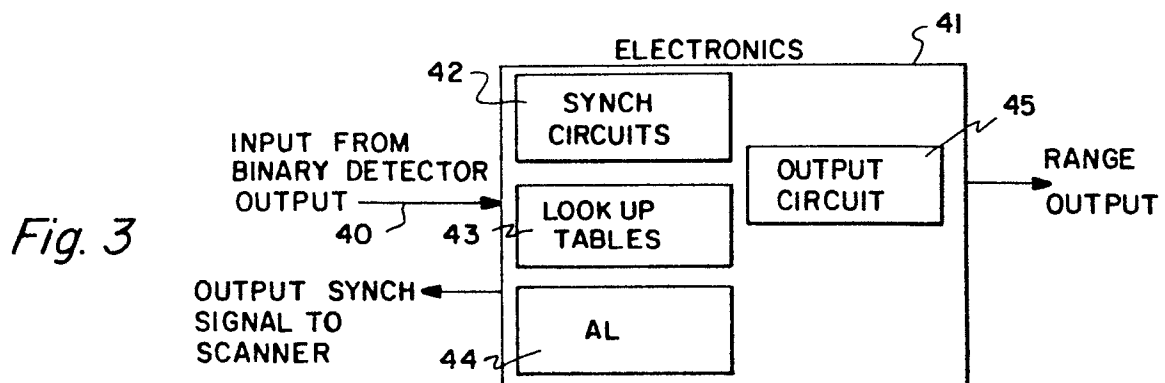 ELECTRONICS
41
42
SYNCH
CIRCUITS
45
INPUT FROM
BINARY DETECTOR
OUTPUT
40
OUTPUT
CIRCUIT
RANGE
OUTPUT
43
LOOK UP
TABLES
Fig. 3
OUTPUT SYNCH
SIGNAL TO
SCANNER
44
AL